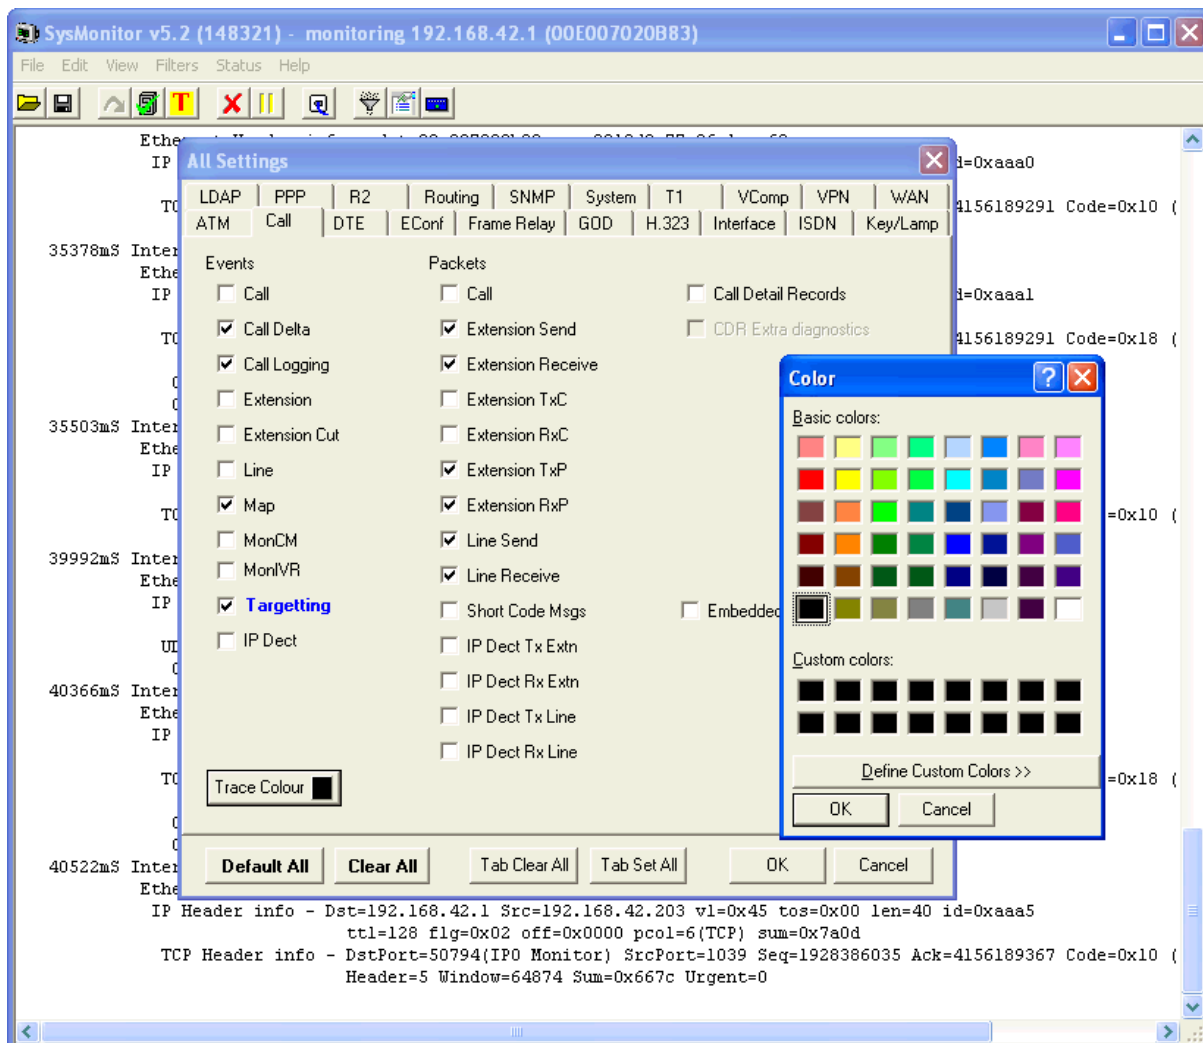 SysMonitor v5.2 (148321) - monitoring 192.168.42.1 (00E007020B83)
File Edit View Filters Status Help
IP
All Settings
d=0xaaa0
LDAP PPP R2 Routing SNMP System T1 VComp VPN WAN
4156189291 Code=0x10 (
ATM Call DTE EConf Frame Relay GOD H.323 Interface ISDN Key/Lamp
35378mS Inter
Events Packets
Ethe
IP
Call Call Call Detail Records
d=0xaaa1
Call Delta Extension Send CDR Extra diagnostics
4156189291 Code=0x18 (
Call Logging Extension Receive
Color
Extension Extension TxC
Basic colors:
35503mS Inter
Extension Cut Extension RxC
Ethe
IP
Line Extension TxP
Map Extension RxP
=0x10 (
MonCM Line Send
39992mS Inter
MonIVR Line Receive
Ethe
IP
Targetting Short Code Msgs Embedded
IP Dect IP Dect Tx Extn
Custom colors:
IP Dect Rx Extn
40366mS Inter
Ethe
IP Dect Tx Line
IP
IP Dect Rx Line
Define Custom Colors >>
Trace Colour
=0x18 (
OK Cancel
40522mS Inter
Default All Clear All Tab Clear All Tab Set All OK Cancel
Ethe
IP Header info - Dst=192.168.42.1 Src=192.168.42.203 vl=0x45 tos=0x00 len=40 id=0xaaa5
ttl=128 flg=0x02 off=0x0000 pcol=6(TCP) sum=0x7a0d
TCP Header info - DstPort=50794(IPO Monitor) SrcPort=1039 Seq=1928386035 Ack=4156189367 Code=0x10 (
Header=5 Window=64874 Sum=0x667c Urgent=0